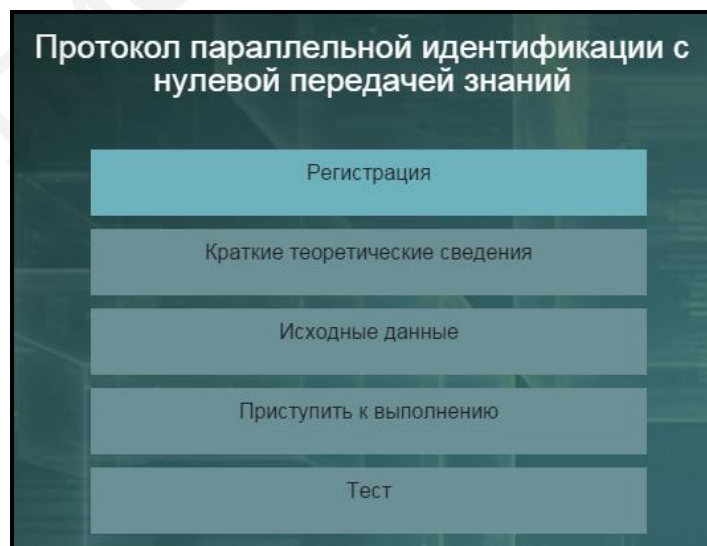 Протокол параллельной идентификации с
нулевой передачей знаний
Регистрация
Краткие теоретические сведения
Исходные данные
Приступить к выполнению
Тест